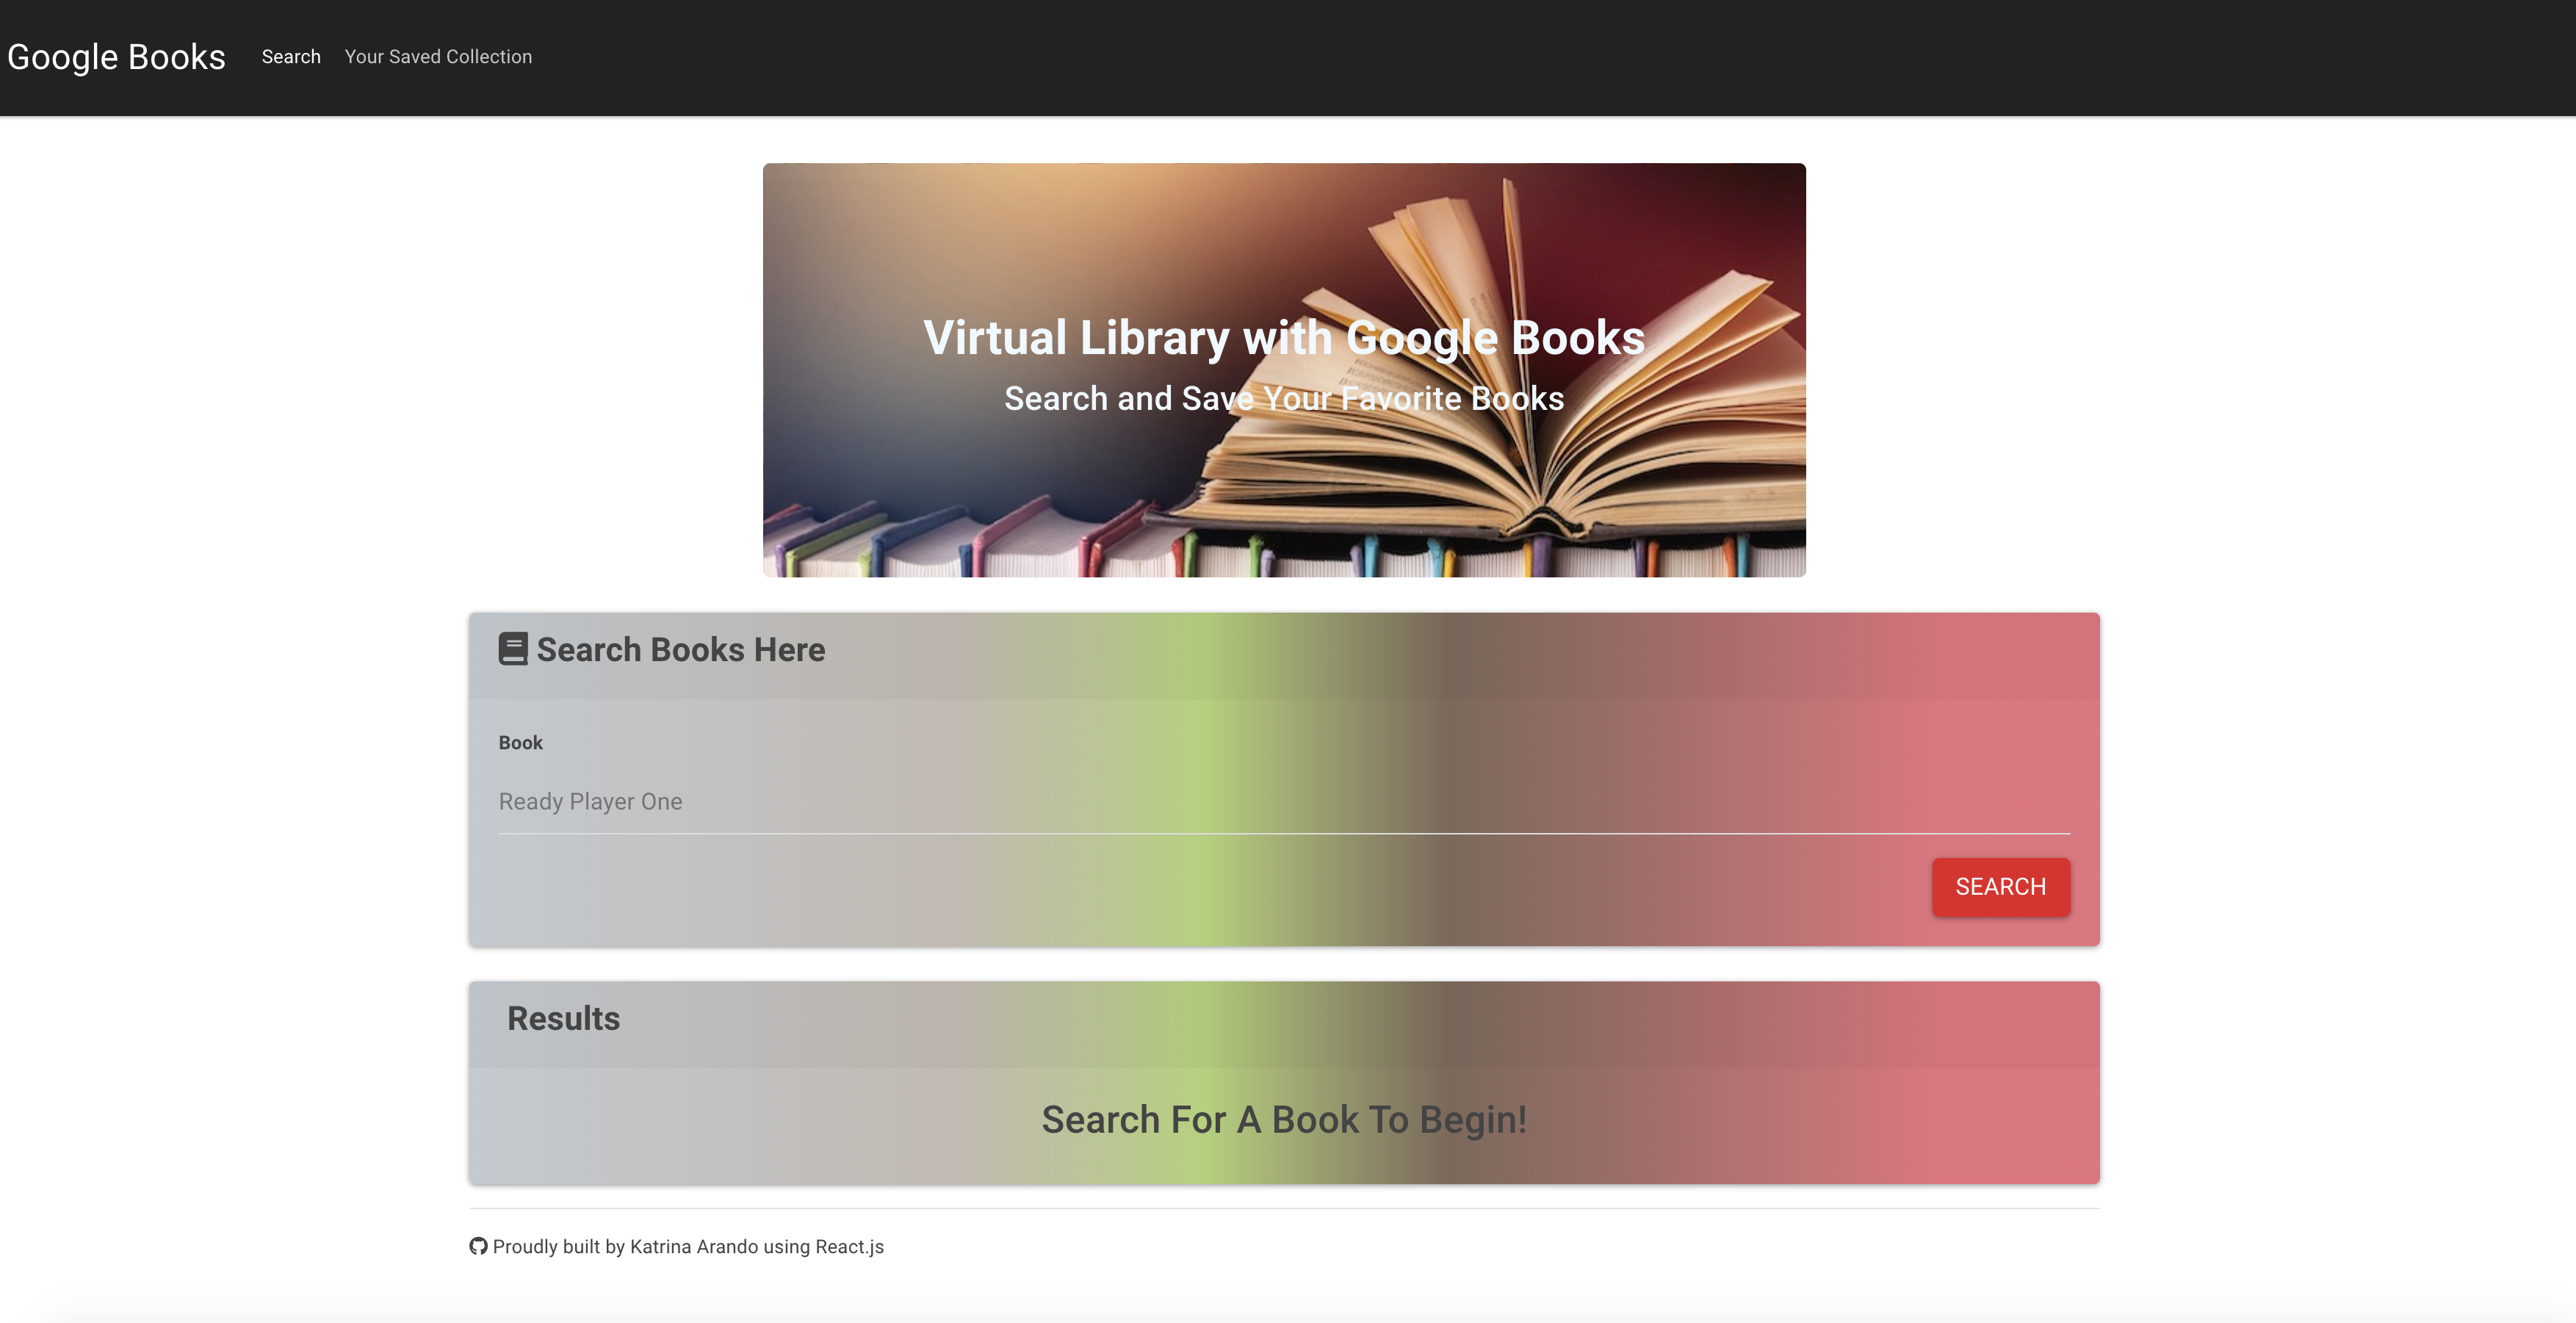 Google Books Search Your Saved Collection
Virtual Library with Google Books
Search and Save Your Favorite Books
Search Books Here
Book
Ready Player One
SEARCH
Results
Search For A Book To Begin!
Proudly built by Katrina Arando using React.js